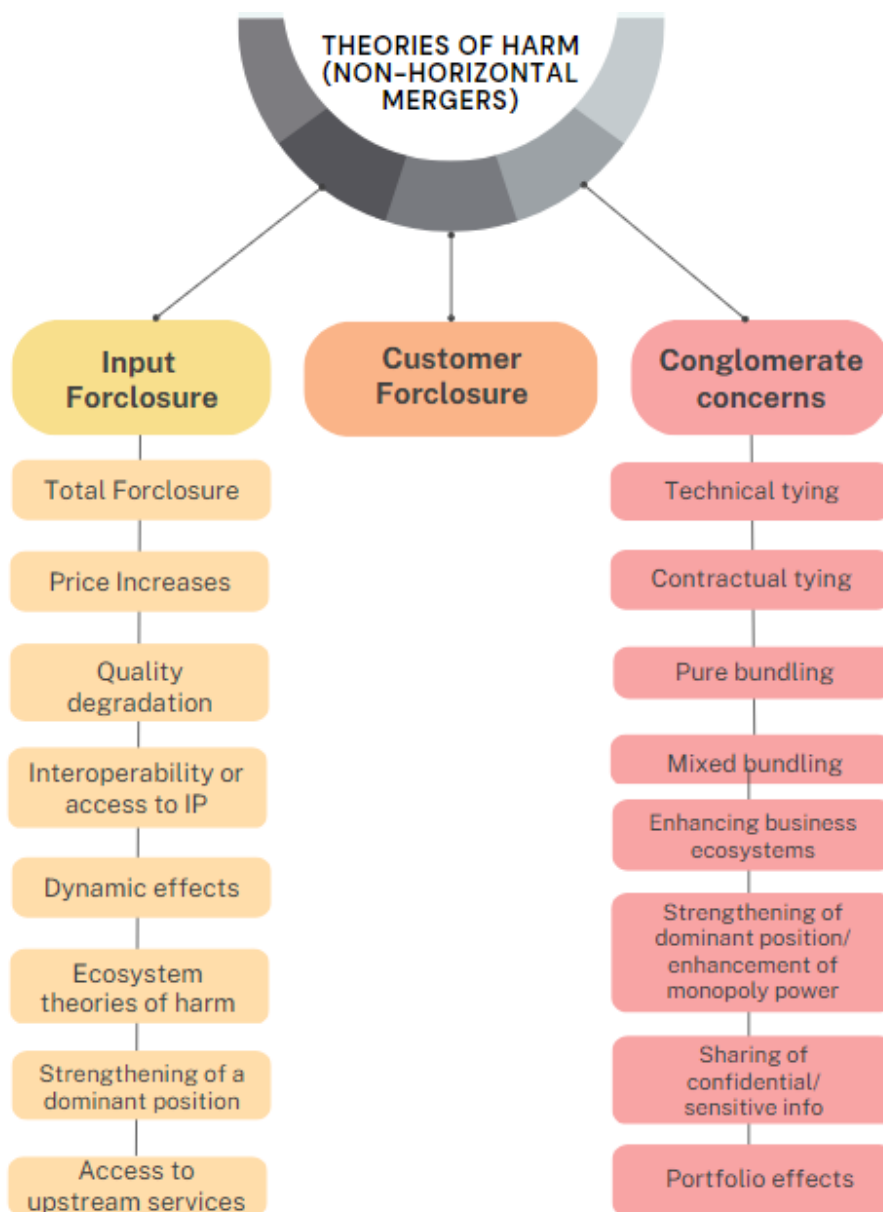 THEORIES OF HARM
(NON-HORIZONTAL
MERGERS)
Input
Forclosure
Total Forclosure
Price Increases
Quality
degradation
Interoperability or
access to IP
Dynamic effects
Ecosystem
theories of harm
Strengthening of a
dominant position
Access to
upstream services
Customer
Forclosure
Conglomerate
concerns
Technical tying
Contractual tying
Pure bundling
Mixed bundling
Enhancing business
ecosystems
Strengthening of
dominant position/
enhancement of
monopoly power
Sharing of
confidential/
sensitive info
Portfolio effects